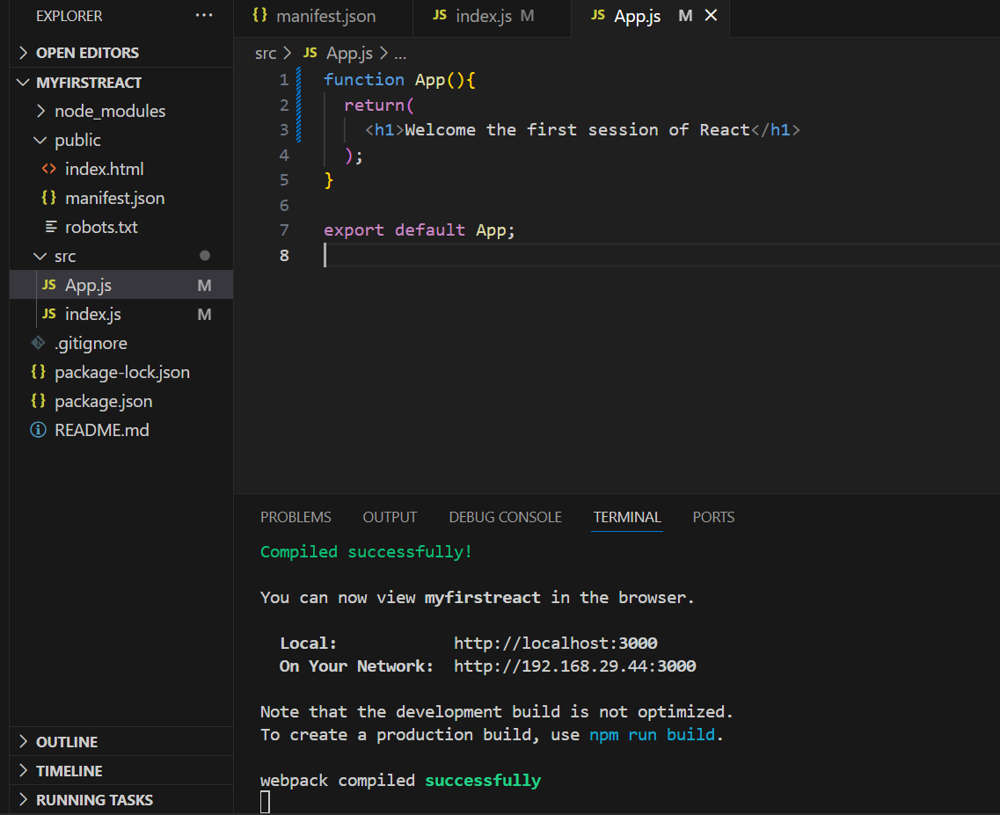 EXPLORER ...
OPEN EDITORS
MYFIRSTREACT
node_modules
public
<> index.html
{} manifest.json
robots.txt
src
JS App.js M
JS index.js M
.gitignore
{} package-lock.json
{} package.json
README.md
OUTLINE
TIMELINE
RUNNING TASKS
{} manifest.json JS index.js M JS App.js M
src > JS App.js > ...
1 function App(){
2 return(
3 <h1>Welcome the first session of React</h1>
4 );
5 }
6
7 export default App;
8
PROBLEMS OUTPUT DEBUG CONSOLE TERMINAL PORTS
Compiled successfully!
You can now view myfirstreact in the browser.
Local: http://localhost:3000
On Your Network: http://192.168.29.44:3000
Note that the development build is not optimized.
To create a production build, use npm run build.
webpack compiled successfully